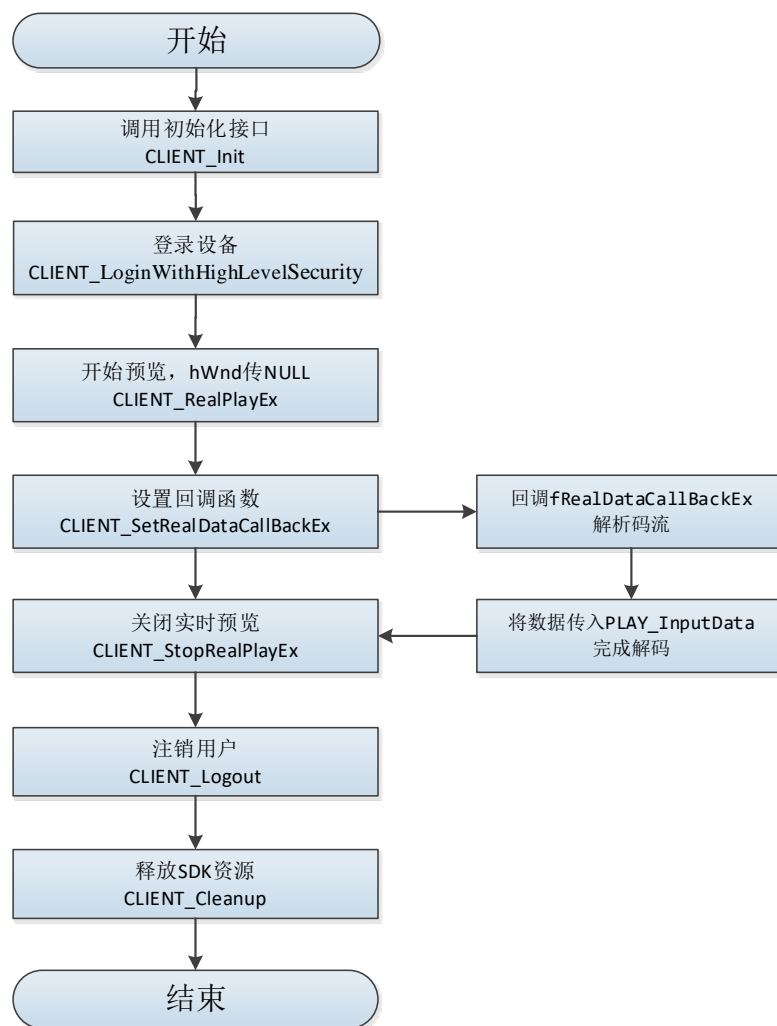 开始
调用初始化接口
CLIENT_Init
登录设备
CLIENT_LoginWithHighLevelSecurity
开始预览，hWnd传NULL
CLIENT_RealPlayEx
设置回调函数
CLIENT_SetRealDataCallBackEx
回调fRealDataCallBackEx
解析码流
将数据传入PLAY_InputData
完成解码
关闭实时预览
CLIENT_StopRealPlayEx
注销用户
CLIENT_Logout
释放SDK资源
CLIENT_Cleanup
结束